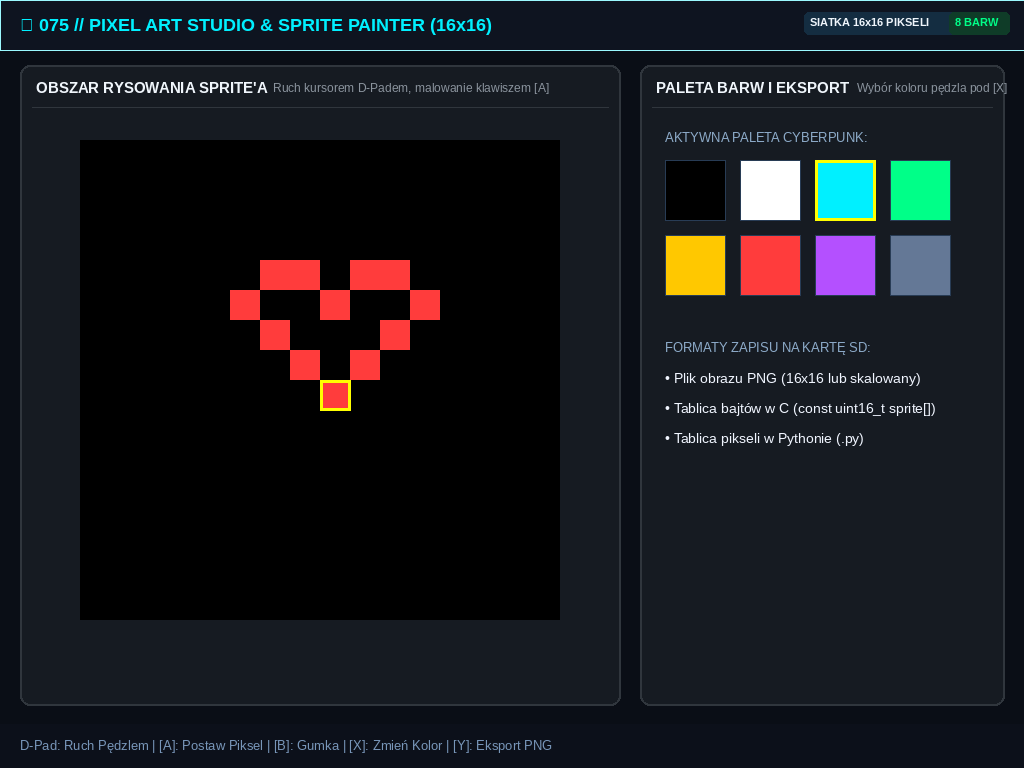 075 // PIXEL ART STUDIO & SPRITE PAINTER (16x16)
SIATKA 16x16 PIKSELI
8 BARW
OBSZAR RYSOWANIA SPRITE'A Ruch kursorem D-Padem, malowanie klawiszem [A]
PALETA BARW I EKSPORT Wybór koloru pędzla pod [X]
AKTYWNA PALETA CYBERPUNK:
FORMATY ZAPISU NA KARTĘ SD:
• Plik obrazu PNG (16x16 lub skalowany)
• Tablica bajtów w C (const uint16_t sprite[])
• Tablica pikseli w Pythonie (.py)
D-Pad: Ruch Pędzlem | [A]: Postaw Piksel | [B]: Gumka | [X]: Zmień Kolor | [Y]: Eksport PNG